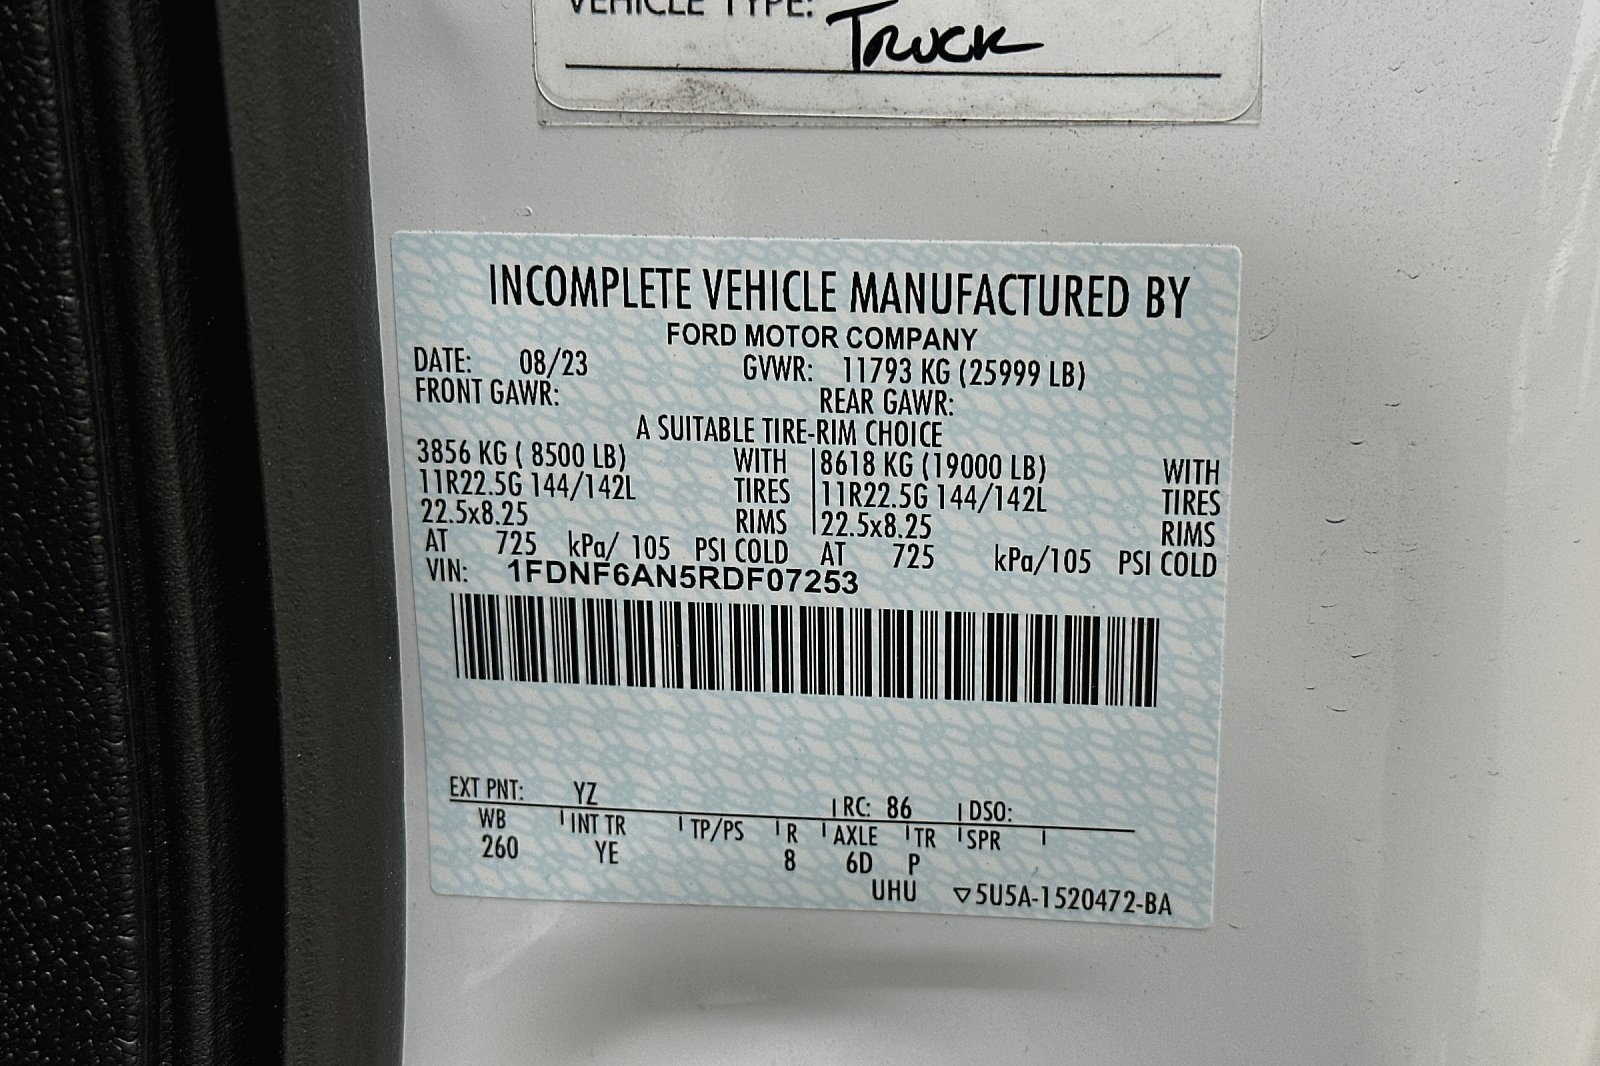 VEHICLE TYPE: Truck
INCOMPLETE VEHICLE MANUFACTURED BY
FORD MOTOR COMPANY
DATE: 08/23 GVWR: 11793 KG (25999 LB)
FRONT GAWR: REAR GAWR:
A SUITABLE TIRE-RIM CHOICE
3856 KG ( 8500 LB) WITH 8618 KG (19000 LB) WITH
11R22.5G 144/142L TIRES 11R22.5G 144/142L TIRES
22.5x8.25 RIMS 22.5x8.25 RIMS
AT 725 kPa/ 105 PSI COLD AT 725 kPa/105 PSI COLD
VIN: 1FDNF6AN5RDF07253
EXT PNT: YZ RC: 86 DSO:
WB INT TR TP/PS R AXLE TR SPR
260 YE 8 6D P
UHU ▽5U5A-1520472-BA